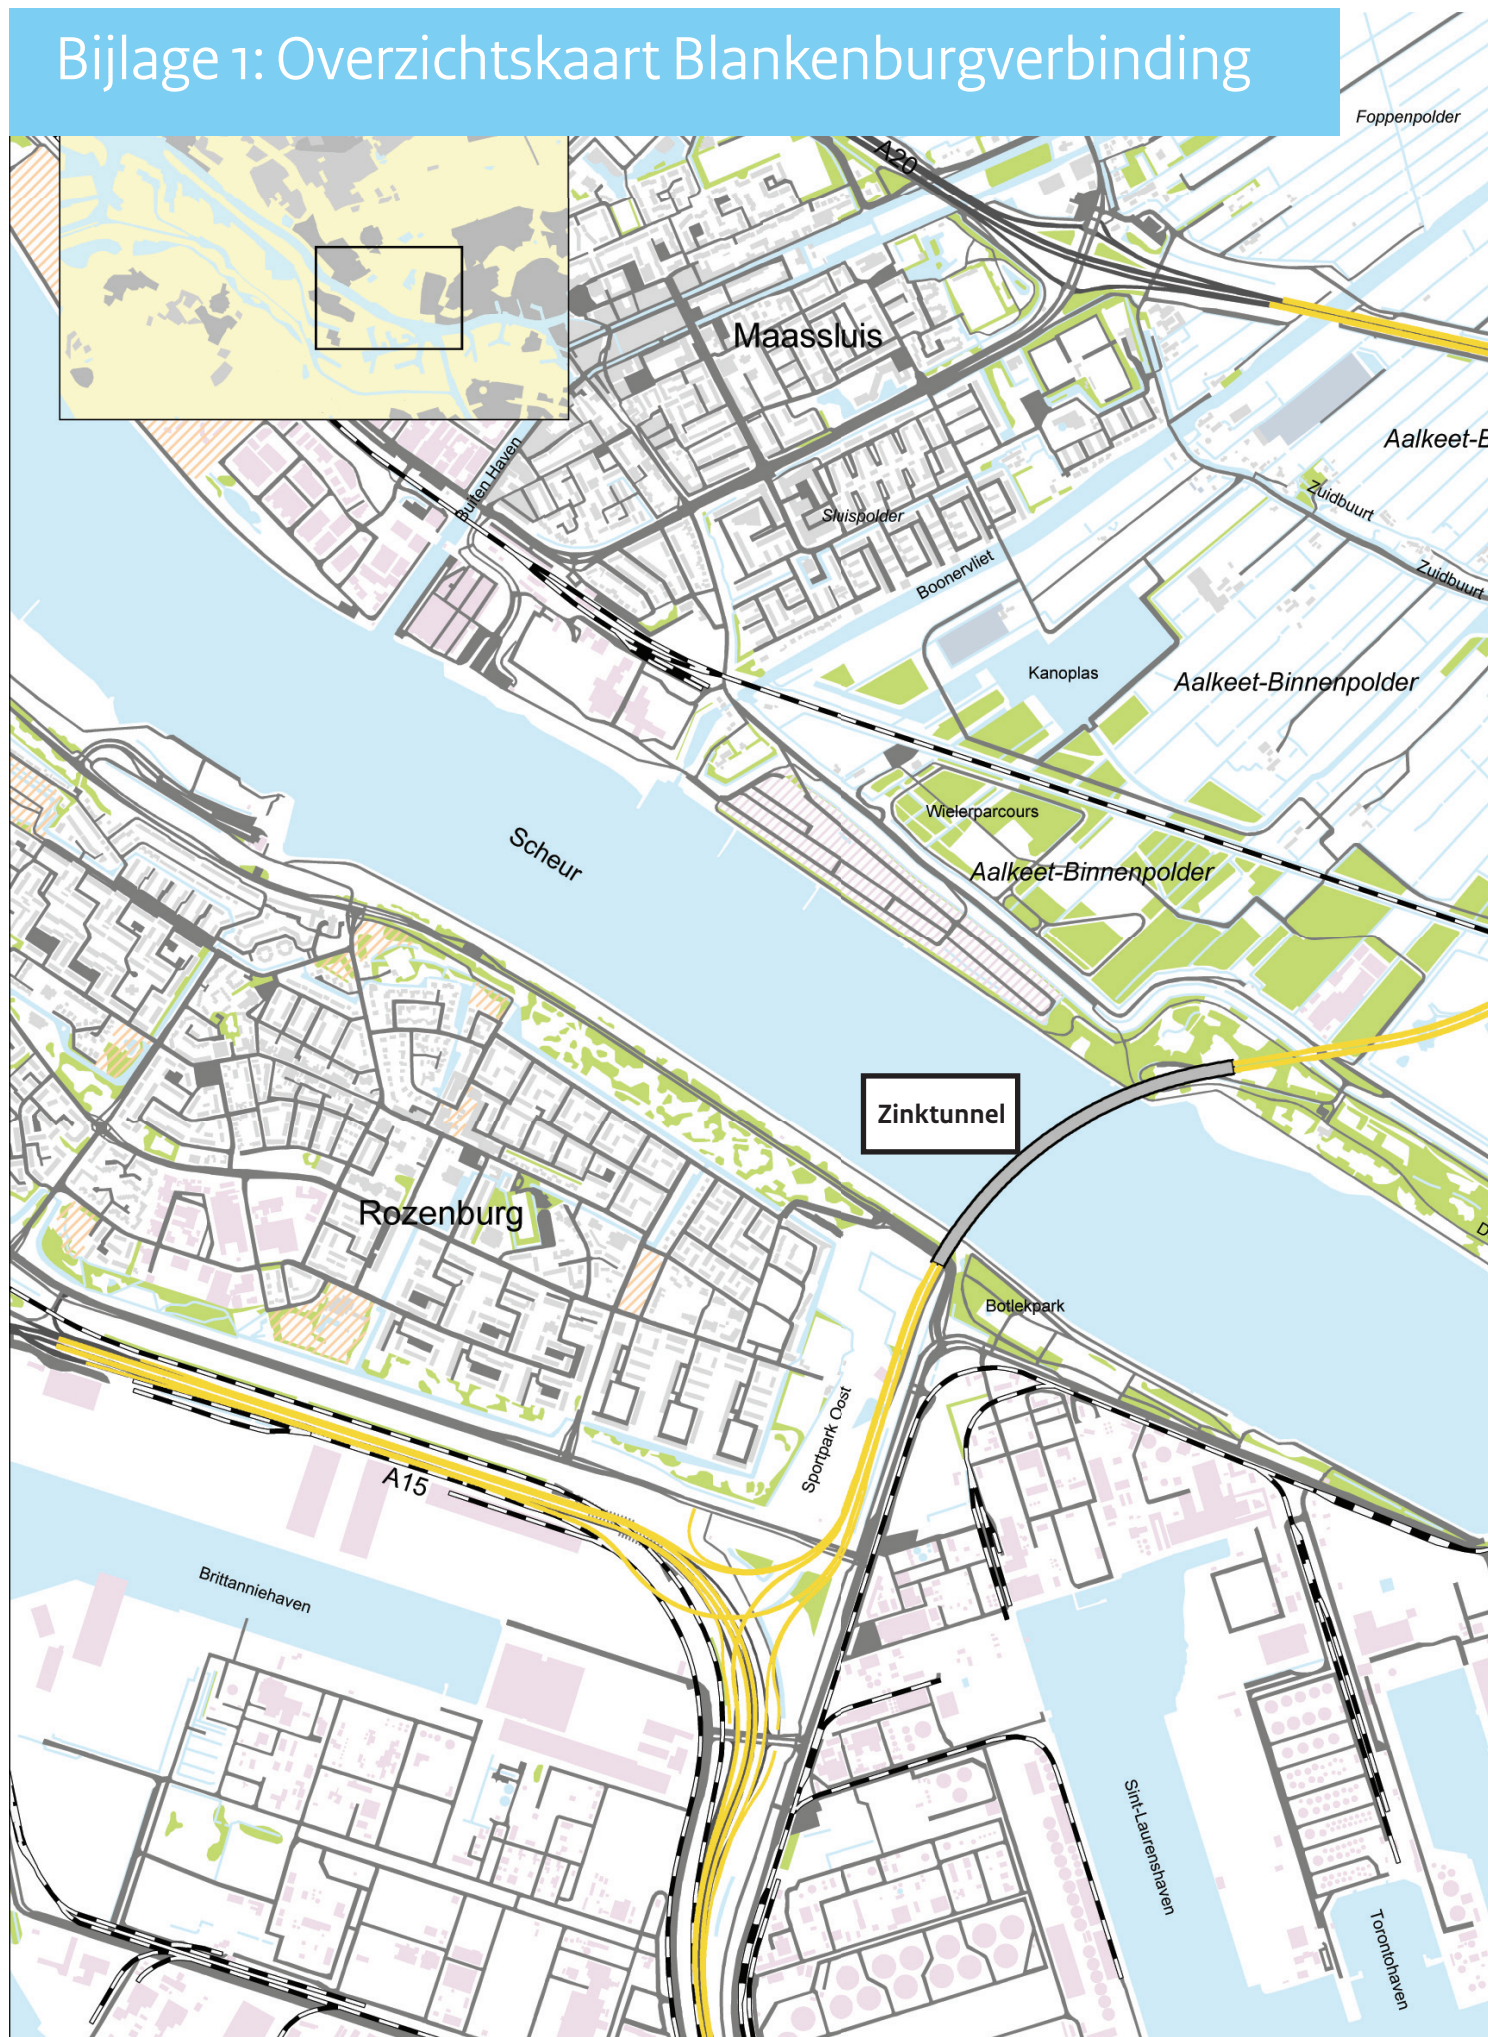 Bijlage 1: Overzichtskaart Blankenburgverbinding
Foppenpolder
A20
Maassluis
Aalkeet-B
Buiten Haven
Zuidbuurt
Sluispolder
Boonervliet
Zuidbuurt
Kanoplas
Aalkeet-Binnenpolder
Wielerparcours
Scheur
Aalkeet-Binnenpolder
Zinktunnel
Rozenburg
D
Botlekpark
Sportpark Oost
A15
Brittanniehaven
Sint-Laurenshaven
Torontohaven